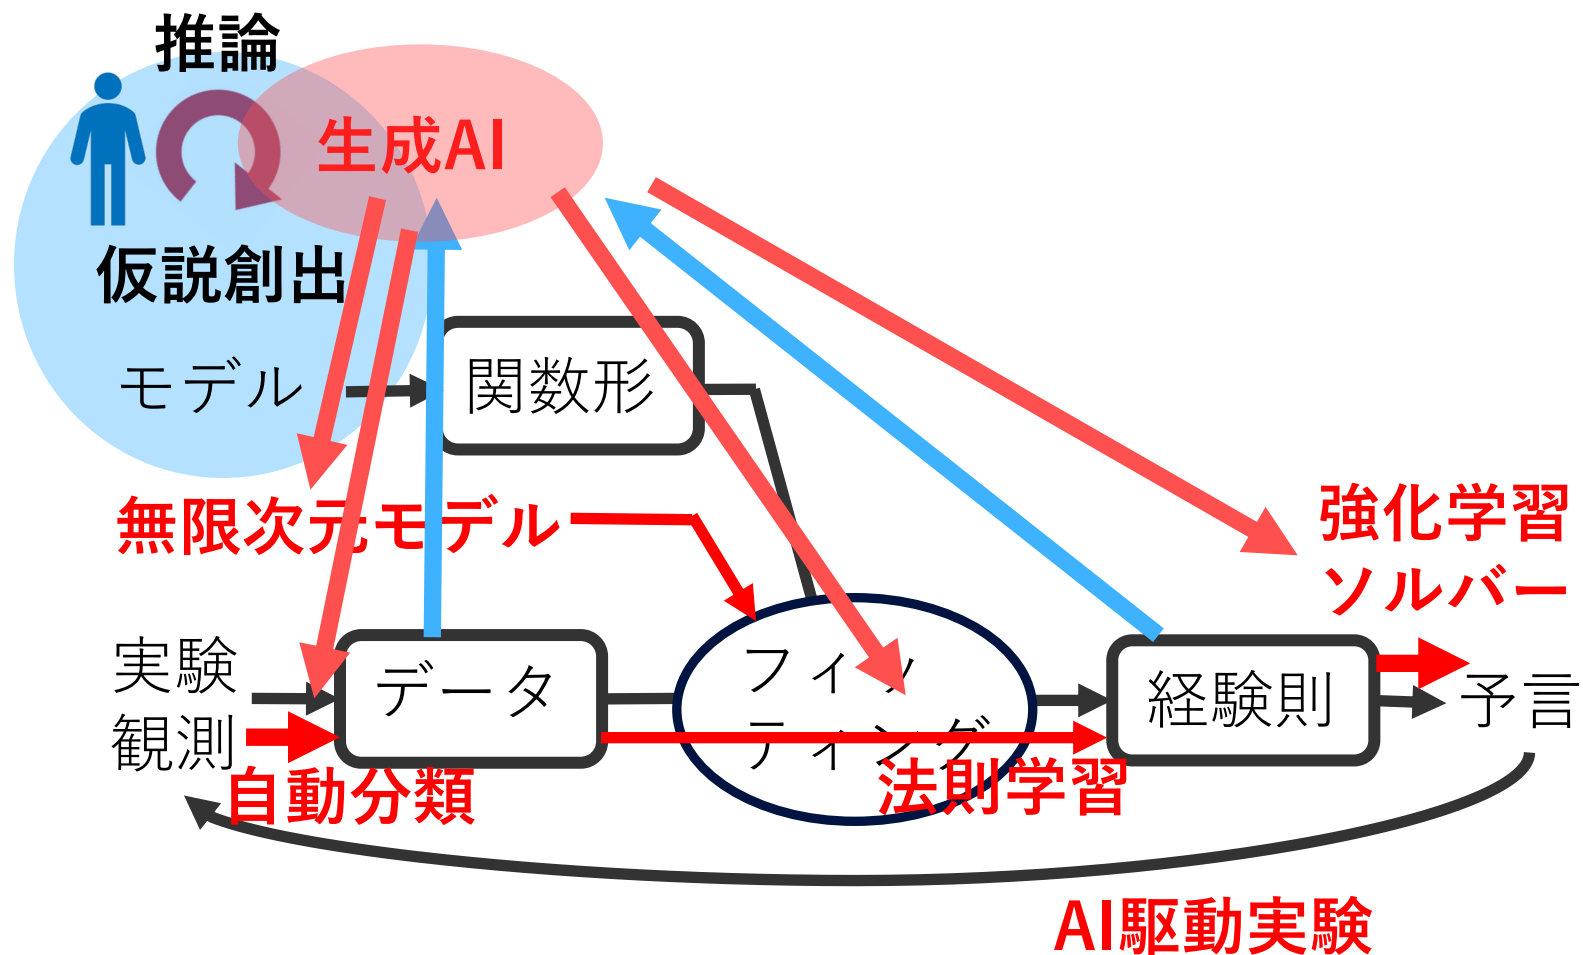 推論
生成AI
仮説創出
モデル
関数形
無限次元モデル
強化学習
ソルバー
実験
観測
データ
フィッ
ティング
経験則
予言
自動分類
法則学習
AI駆動実験